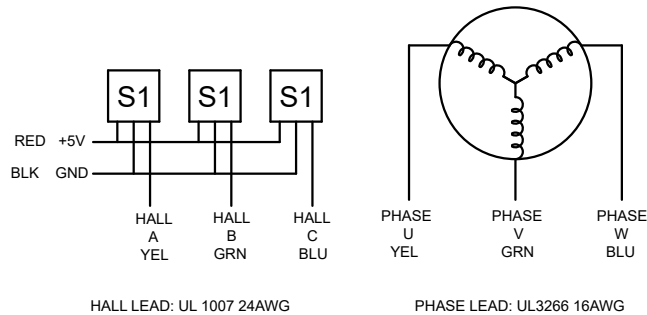 S1 S1 S1
RED +5V
BLK GND
HALL A YEL
HALL B GRN
HALL C BLU
PHASE U YEL
PHASE V GRN
PHASE W BLU
HALL LEAD: UL 1007 24AWG
PHASE LEAD: UL3266 16AWG